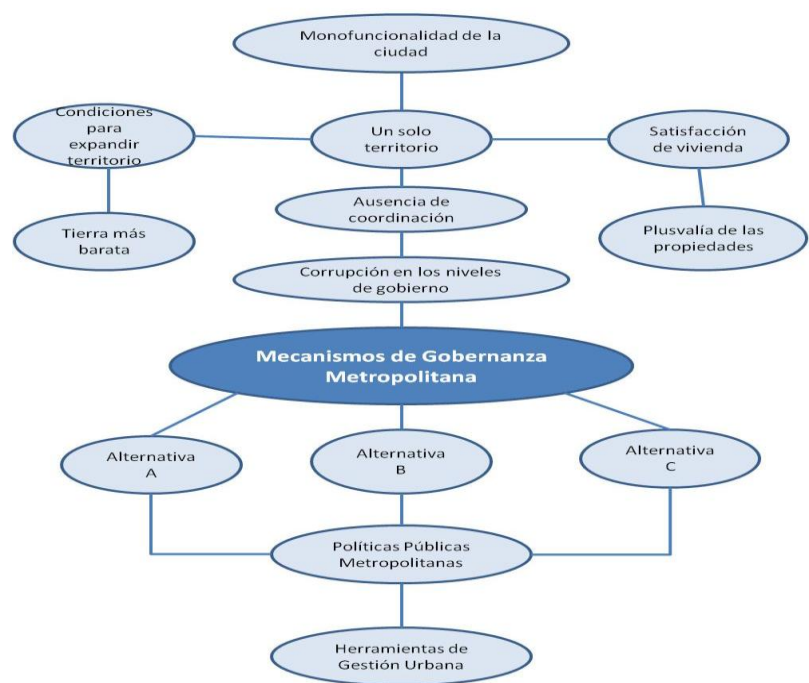 Monofuncionalidad de la
ciudad
Condiciones
para
expandir
territorio
Un solo
territorio
Satisfacción
de vivienda
Ausencia de
coordinación
Tierra más
barata
Plusvalía de las
propiedades
Corrupción en los niveles
de gobierno
Mecanismos de Gobernanza
Metropolitana
Alternativa
A
Alternativa
B
Alternativa
C
Políticas Públicas
Metropolitanas
Herramientas de
Gestión Urbana